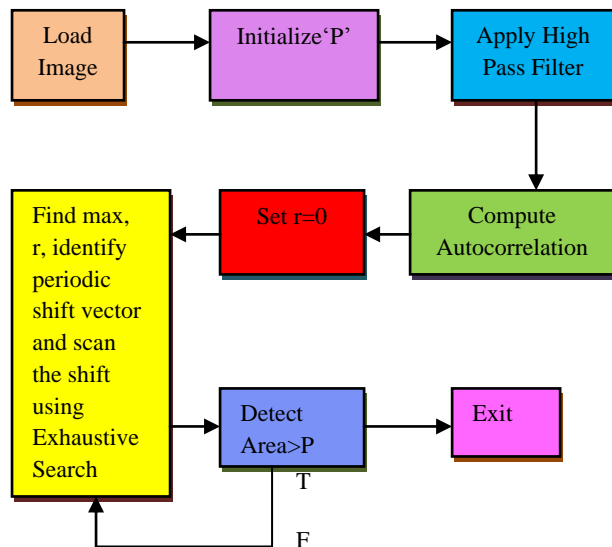 Load
Image
Initialize‘P’
Apply High
Pass Filter
Compute
Autocorrelation
Set r=0
Find max,
r, identify
periodic
shift vector
and scan
the shift
using
Exhaustive
Search
Detect
Area>P
Exit
T
F